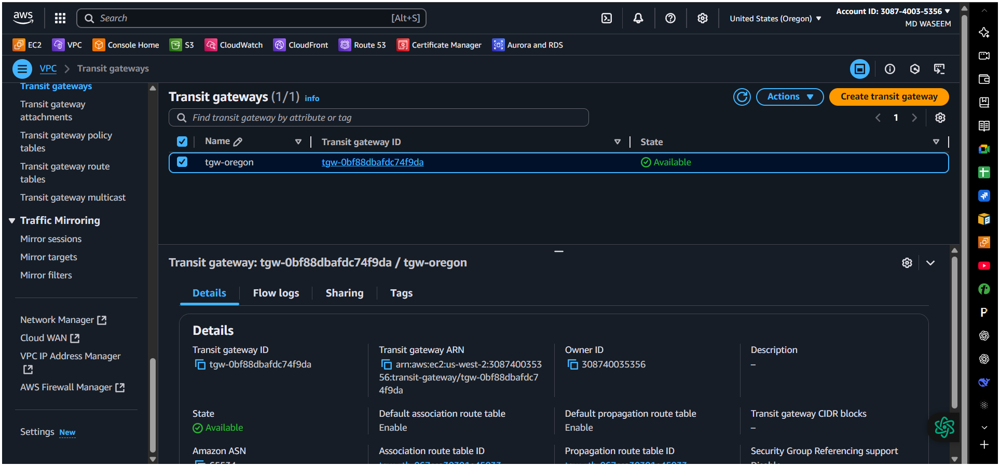 aws
Search
[Alt+S]
United States (Oregon)
Account ID: 3087-4003-5356
MD WASEEM
EC2
VPC
Console Home
S3
CloudWatch
CloudFront
Route 53
Certificate Manager
Aurora and RDS
VPC
Transit gateways
Transit gateways
Transit gateway
attachments
Transit gateway policy
tables
Transit gateway route
tables
Transit gateway multicast
Traffic Mirroring
Mirror sessions
Mirror targets
Mirror filters
Network Manager
Cloud WAN
VPC IP Address Manager
AWS Firewall Manager
Settings New
Transit gateways (1/1) info
Actions
Create transit gateway
Find transit gateway by attribute or tag
1
Name
Transit gateway ID
State
tgw-oregon
tgw-0bf88dbafdc74f9da
Available
Transit gateway: tgw-0bf88dbafdc74f9da / tgw-oregon
Details
Flow logs
Sharing
Tags
Details
Transit gateway ID
tgw-0bf88dbafdc74f9da
Transit gateway ARN
arn:aws:ec2:us-west-2:3087400353
56:transit-gateway/tgw-0bf88dbafdc7
4f9da
Owner ID
308740035356
Description
–
State
Available
Default association route table
Enable
Default propagation route table
Enable
Transit gateway CIDR blocks
–
Amazon ASN
Association route table ID
Propagation route table ID
Security Group Referencing support
P